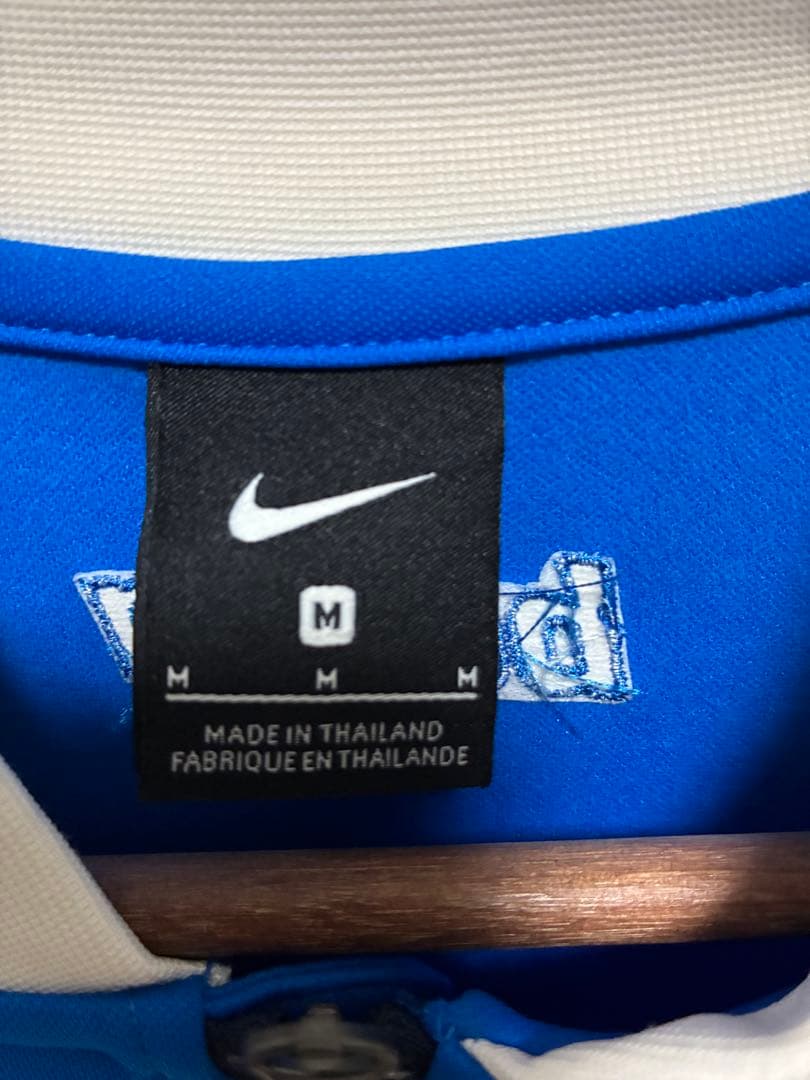 M
M M M
MADE IN THAILAND
FABRIQUE EN THAILANDE